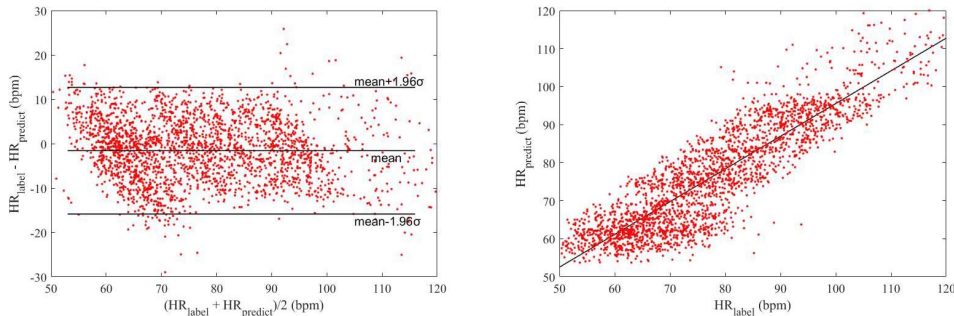 30
20
10
0
-10
-20
-30
HR_label - HR_predict (bpm)
mean+1.96σ
mean
mean-1.96σ
50 60 70 80 90 100 110 120
(HR_label + HR_predict)/2 (bpm)
120
110
100
90
80
70
60
50
HR_predict (bpm)
50 60 70 80 90 100 110 120
HR_label (bpm)